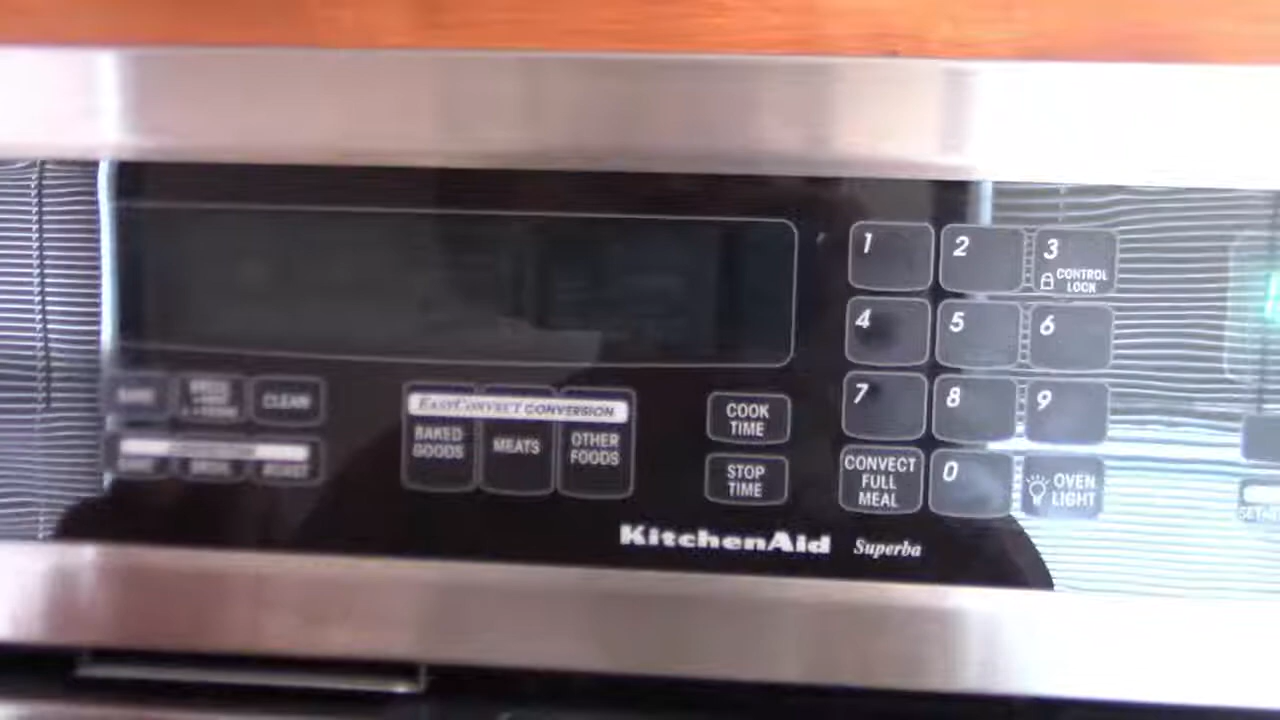 1 2 3
CONTROL
LOCK
4 5 6
CLEAN
EASYCONVECT CONVERSION
BAKED
GOODS
MEATS
OTHER
FOODS
COOK
TIME
7 8 9
STOP
TIME
CONVECT
FULL
MEAL
0
OVEN
LIGHT
KitchenAid Superba